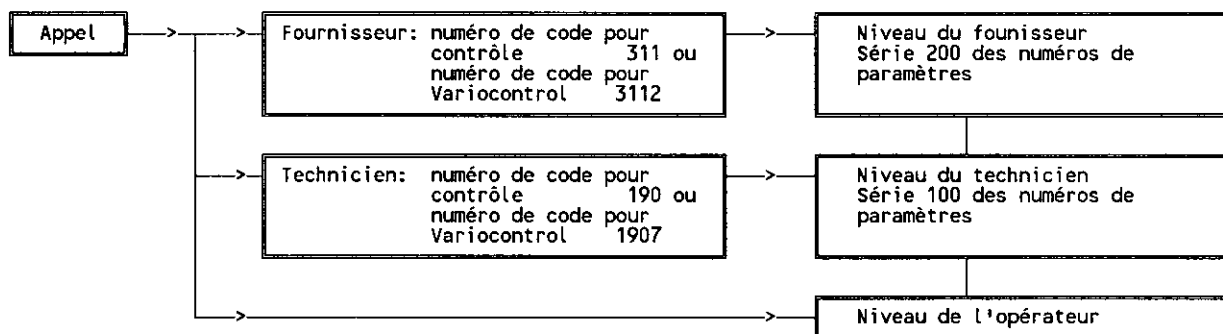 Appel
Fournisseur: numéro de code pour
contrôle 311 ou
numéro de code pour
Variocontrol 3112
Niveau du founisseur
Série 200 des numéros de
paramètres
Technicien: numéro de code pour
contrôle 190 ou
numéro de code pour
Variocontrol 1907
Niveau du technicien
Série 100 des numéros de
paramètres
Niveau de l'opérateur